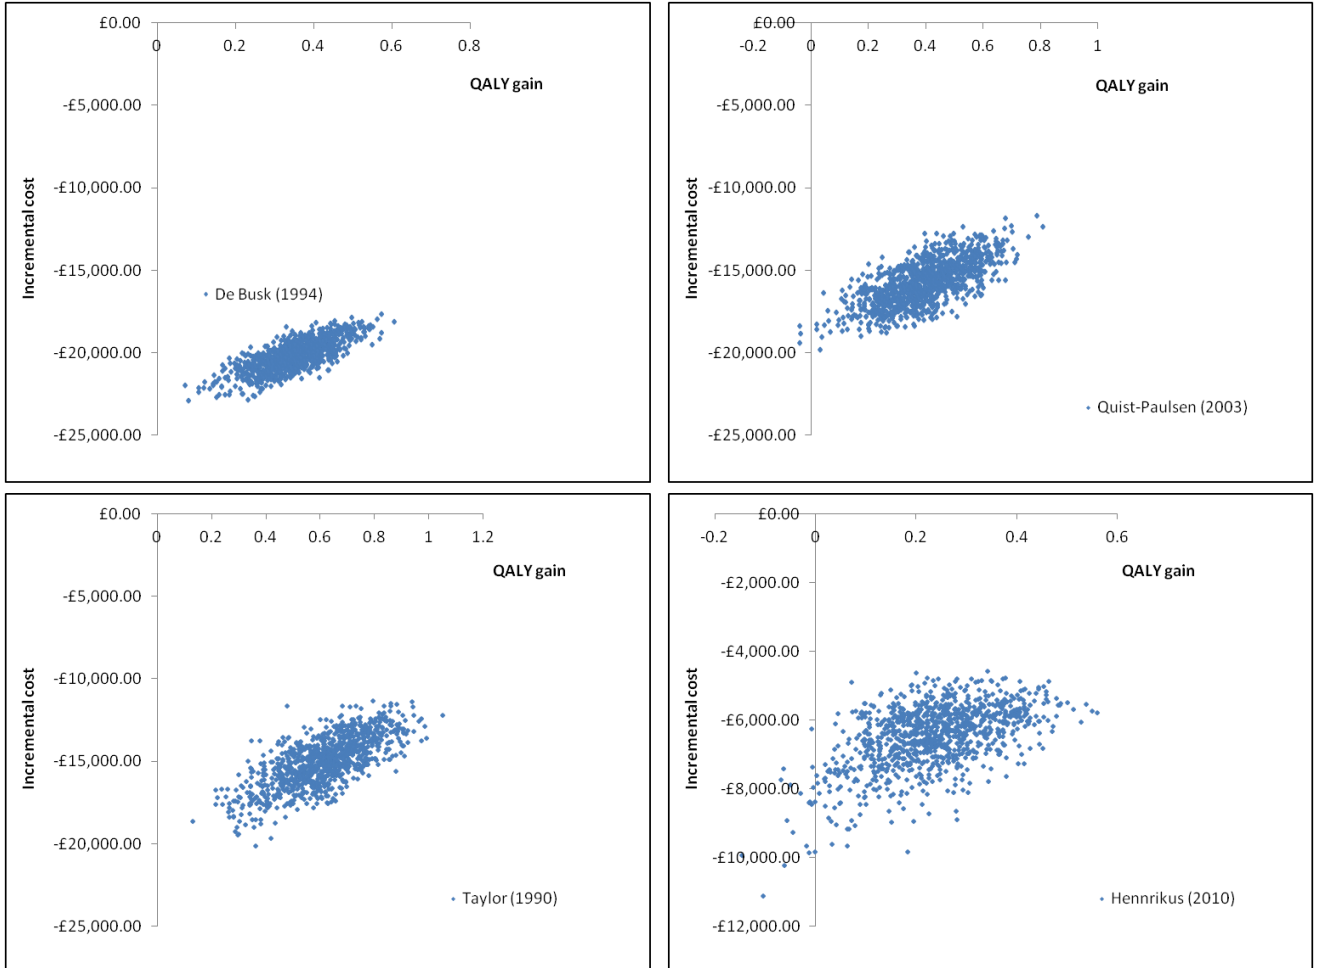 £0.00
0 0.2 0.4 0.6 0.8
QALY gain
-£5,000.00
-£10,000.00
Incremental cost
-£15,000.00
De Busk (1994)
-£20,000.00
-£25,000.00
£0.00
-0.2 0 0.2 0.4 0.6 0.8 1
QALY gain
-£5,000.00
-£10,000.00
Incremental cost
-£15,000.00
-£20,000.00
Quist-Paulsen (2003)
-£25,000.00
£0.00
0 0.2 0.4 0.6 0.8 1 1.2
QALY gain
-£5,000.00
-£10,000.00
Incremental cost
-£15,000.00
-£20,000.00
Taylor (1990)
-£25,000.00
£0.00
-0.2 0 0.2 0.4 0.6
QALY gain
-£2,000.00
-£4,000.00
Incremental cost
-£6,000.00
-£8,000.00
-£10,000.00
Hennrikus (2010)
-£12,000.00